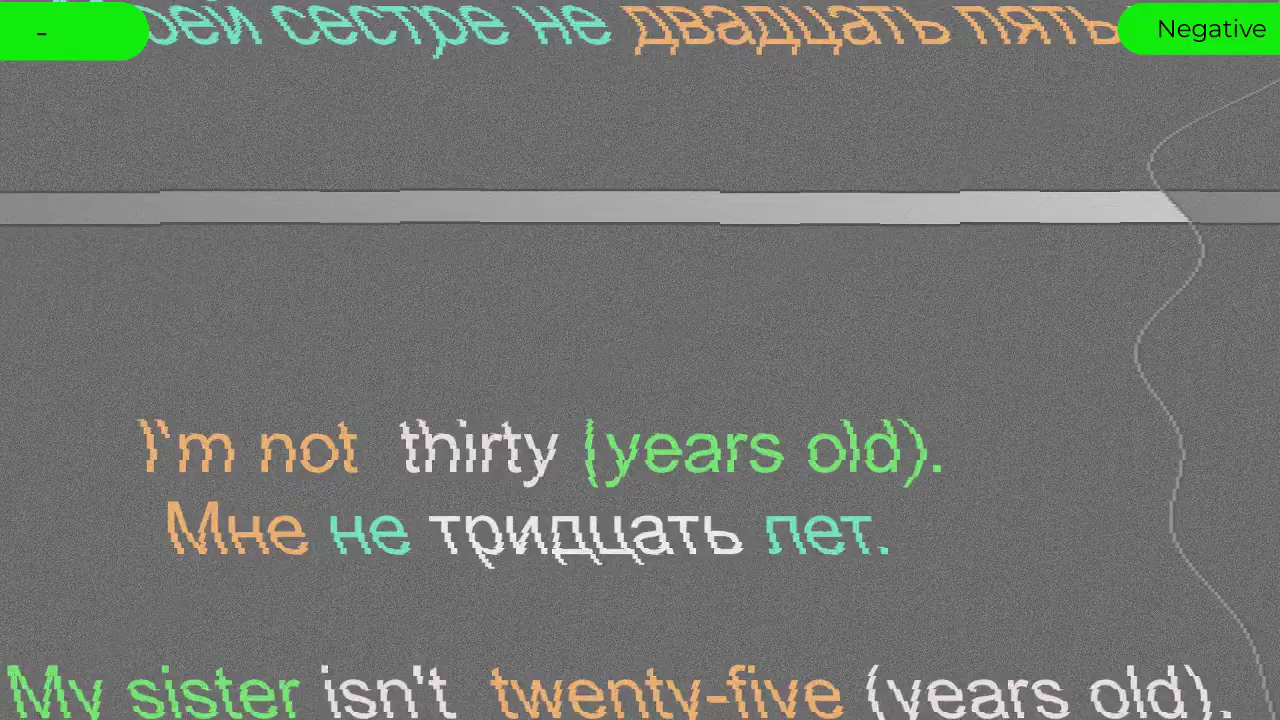 -
Negative
Моей сестре не двадцать пять
I'm not thirty (years old).
Мне не тридцать лет.
My sister isn't twenty-five (years old).